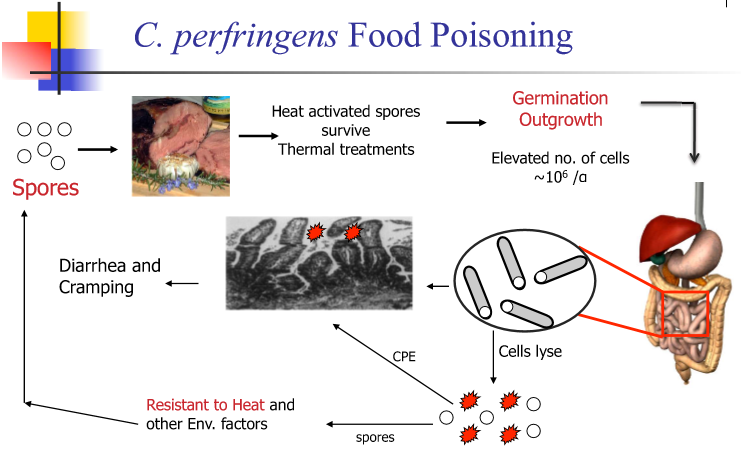 C. perfringens Food Poisoning
Heat activated spores
survive
Thermal treatments
Germination
Outgrowth
Elevated no. of cells
~10⁶ /g
Spores
Diarrhea and
Cramping
Cells lyse
CPE
Resistant to Heat and
other Env. factors
spores